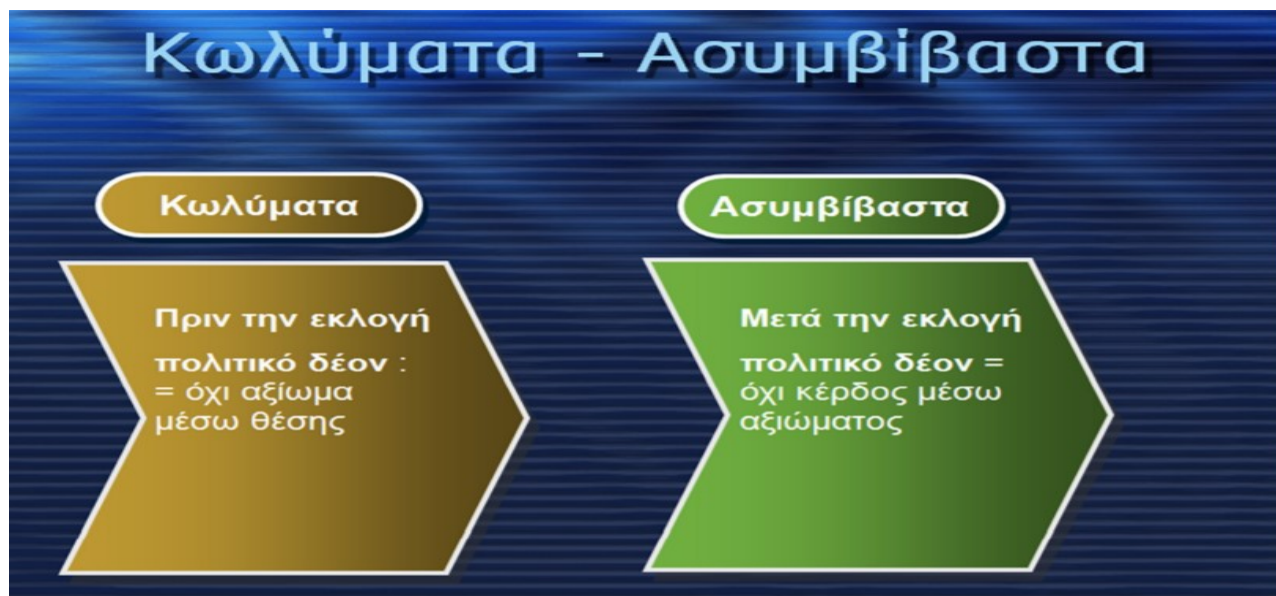 Κωλύματα - Ασυμβίβαστα
Κωλύματα
Πριν την εκλογή
πολιτικό δέον :
= όχι αξίωμα
μέσω θέσης
Ασυμβίβαστα
Μετά την εκλογή
πολιτικό δέον =
όχι κέρδος μέσω
αξιώματος